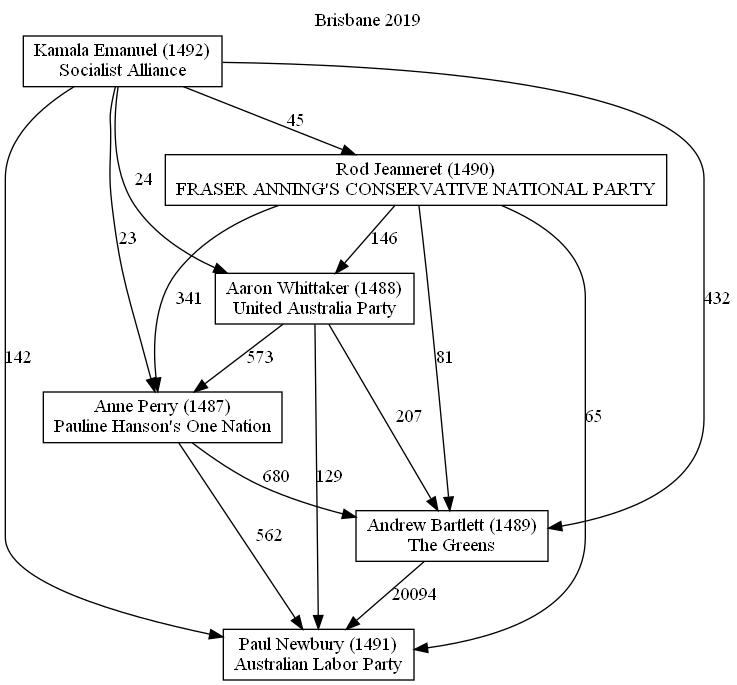 Brisbane 2019
Kamala Emanuel (1492)
Socialist Alliance
45
Rod Jeanneret (1490)
FRASER ANNING'S CONSERVATIVE NATIONAL PARTY
24
23
146
341
432
Aaron Whittaker (1488)
United Australia Party
142
573
81
65
Anne Perry (1487)
Pauline Hanson's One Nation
207
680
129
562
Andrew Bartlett (1489)
The Greens
20094
Paul Newbury (1491)
Australian Labor Party